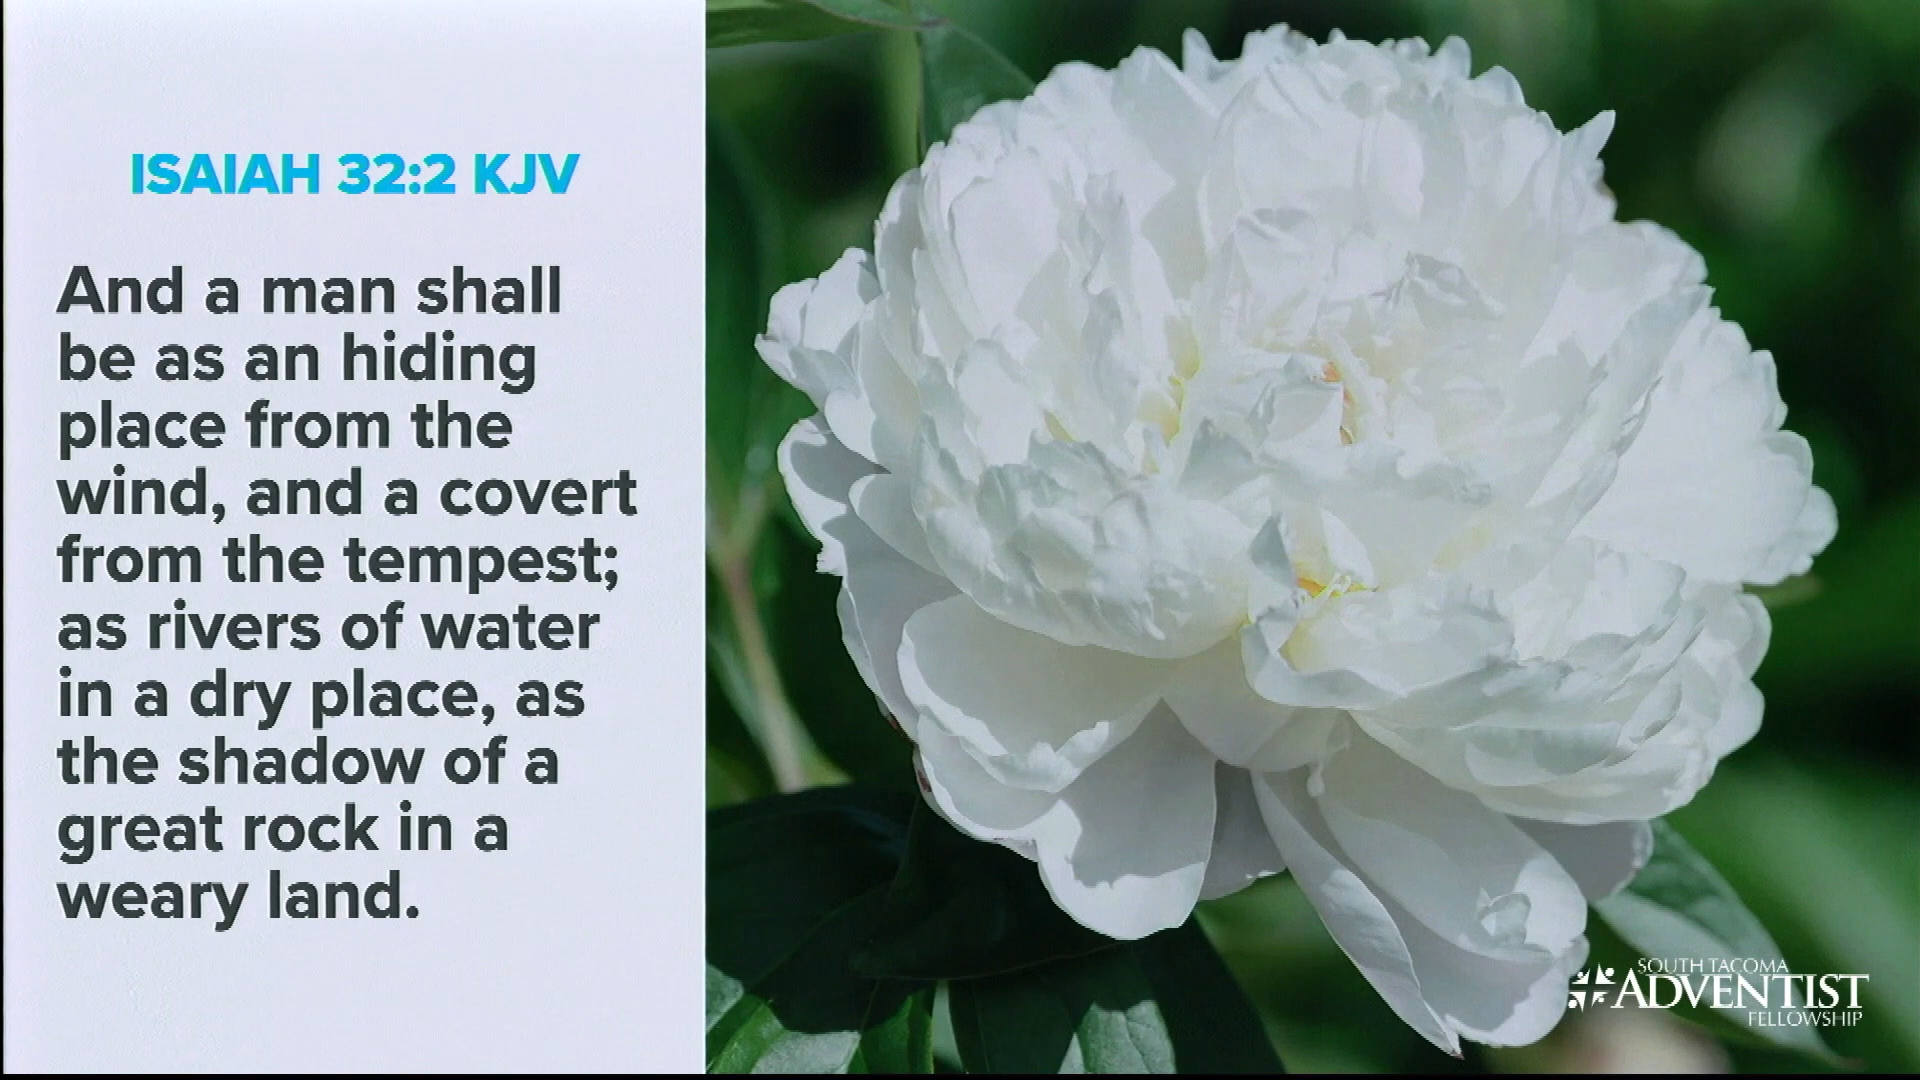 ISAIAH 32:2 KJV
And a man shall
be as an hiding
place from the
wind, and a covert
from the tempest;
as rivers of water
in a dry place, as
the shadow of a
great rock in a
weary land.
SOUTH TACOMA
ADVENTIST
FELLOWSHIP